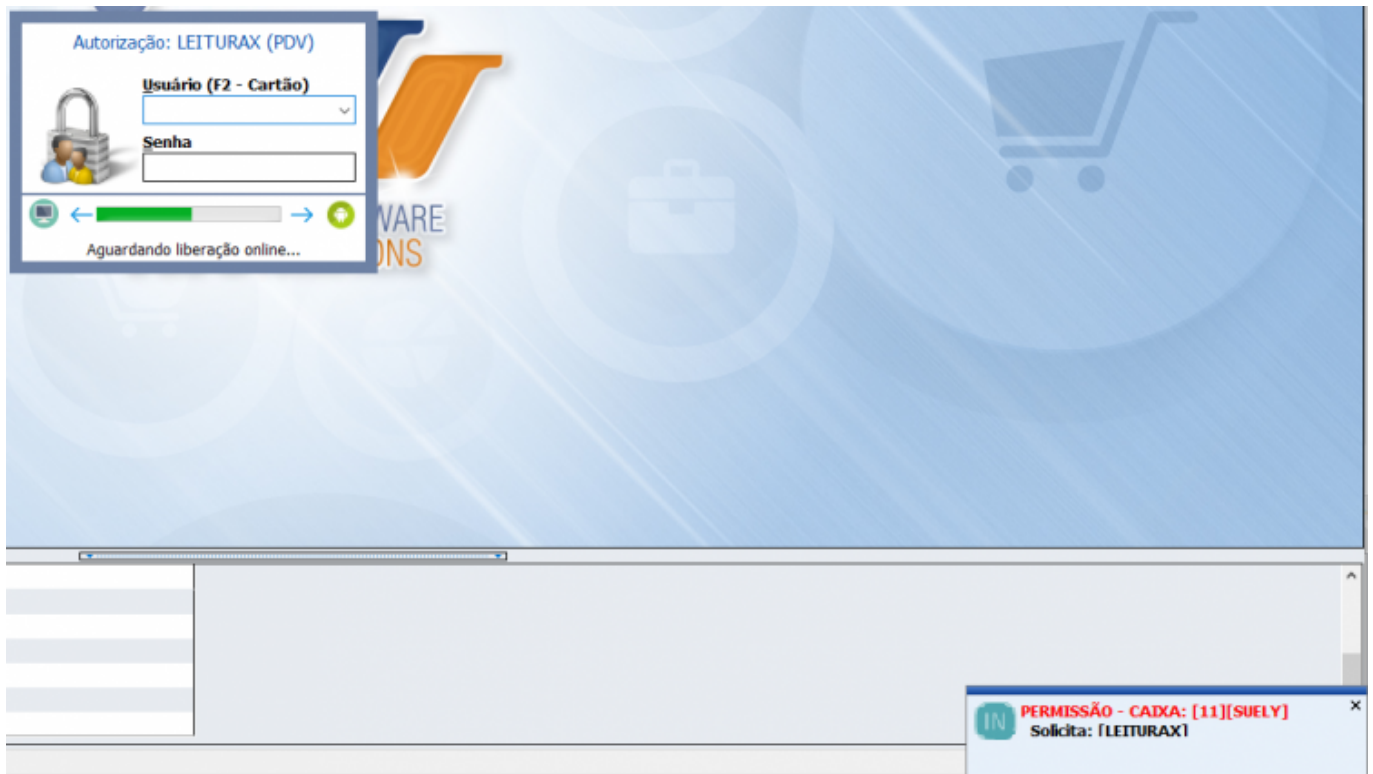 Autorização: LEITURAX (PDV)
Usuário (F2 - Cartão)
Senha
Aguardando liberação online...
WARE
ONS
IN
PERMISSÃO - CAIXA: [11][SUELY]
Solicita: [LEITURAX]